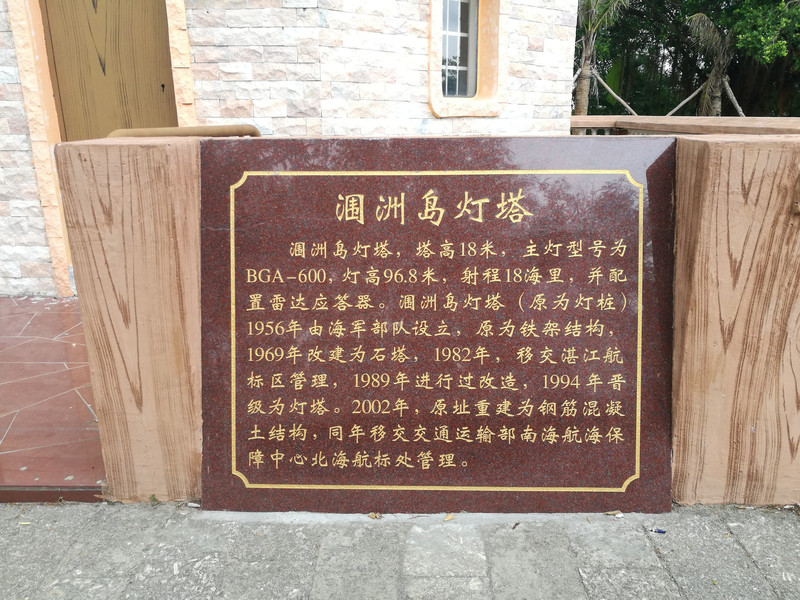 涠洲岛灯塔
涠洲岛灯塔，塔高18米，主灯型号为
BGA-600，灯高96.8米，射程18海里，并配
置雷达应答器。涠洲岛灯塔（原为灯桩）
1956年由海军部队设立，原为铁架结构，
1969年改建为石塔，1982年，移交湛江航
标区管理，1989年进行过改造，1994年晋
级为灯塔。2002年，原址重建为钢筋混凝
土结构，同年移交交通运输部南海航海保
障中心北海航标处管理。